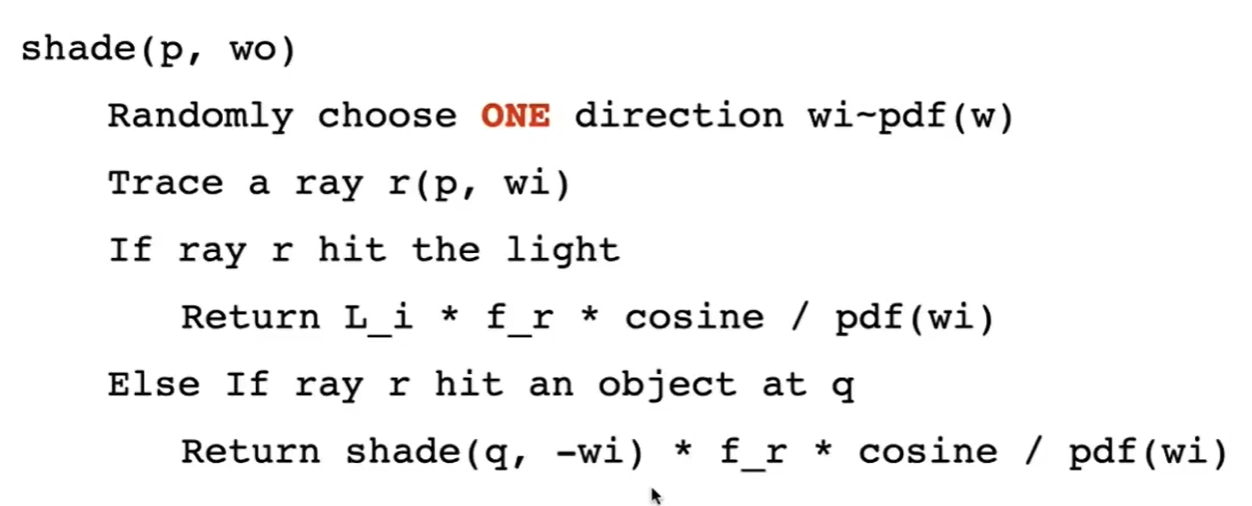 shade(p, wo)
Randomly choose ONE direction wi~pdf(w)
Trace a ray r(p, wi)
If ray r hit the light
Return L_i * f_r * cosine / pdf(wi)
Else If ray r hit an object at q
Return shade(q, -wi) * f_r * cosine / pdf(wi)